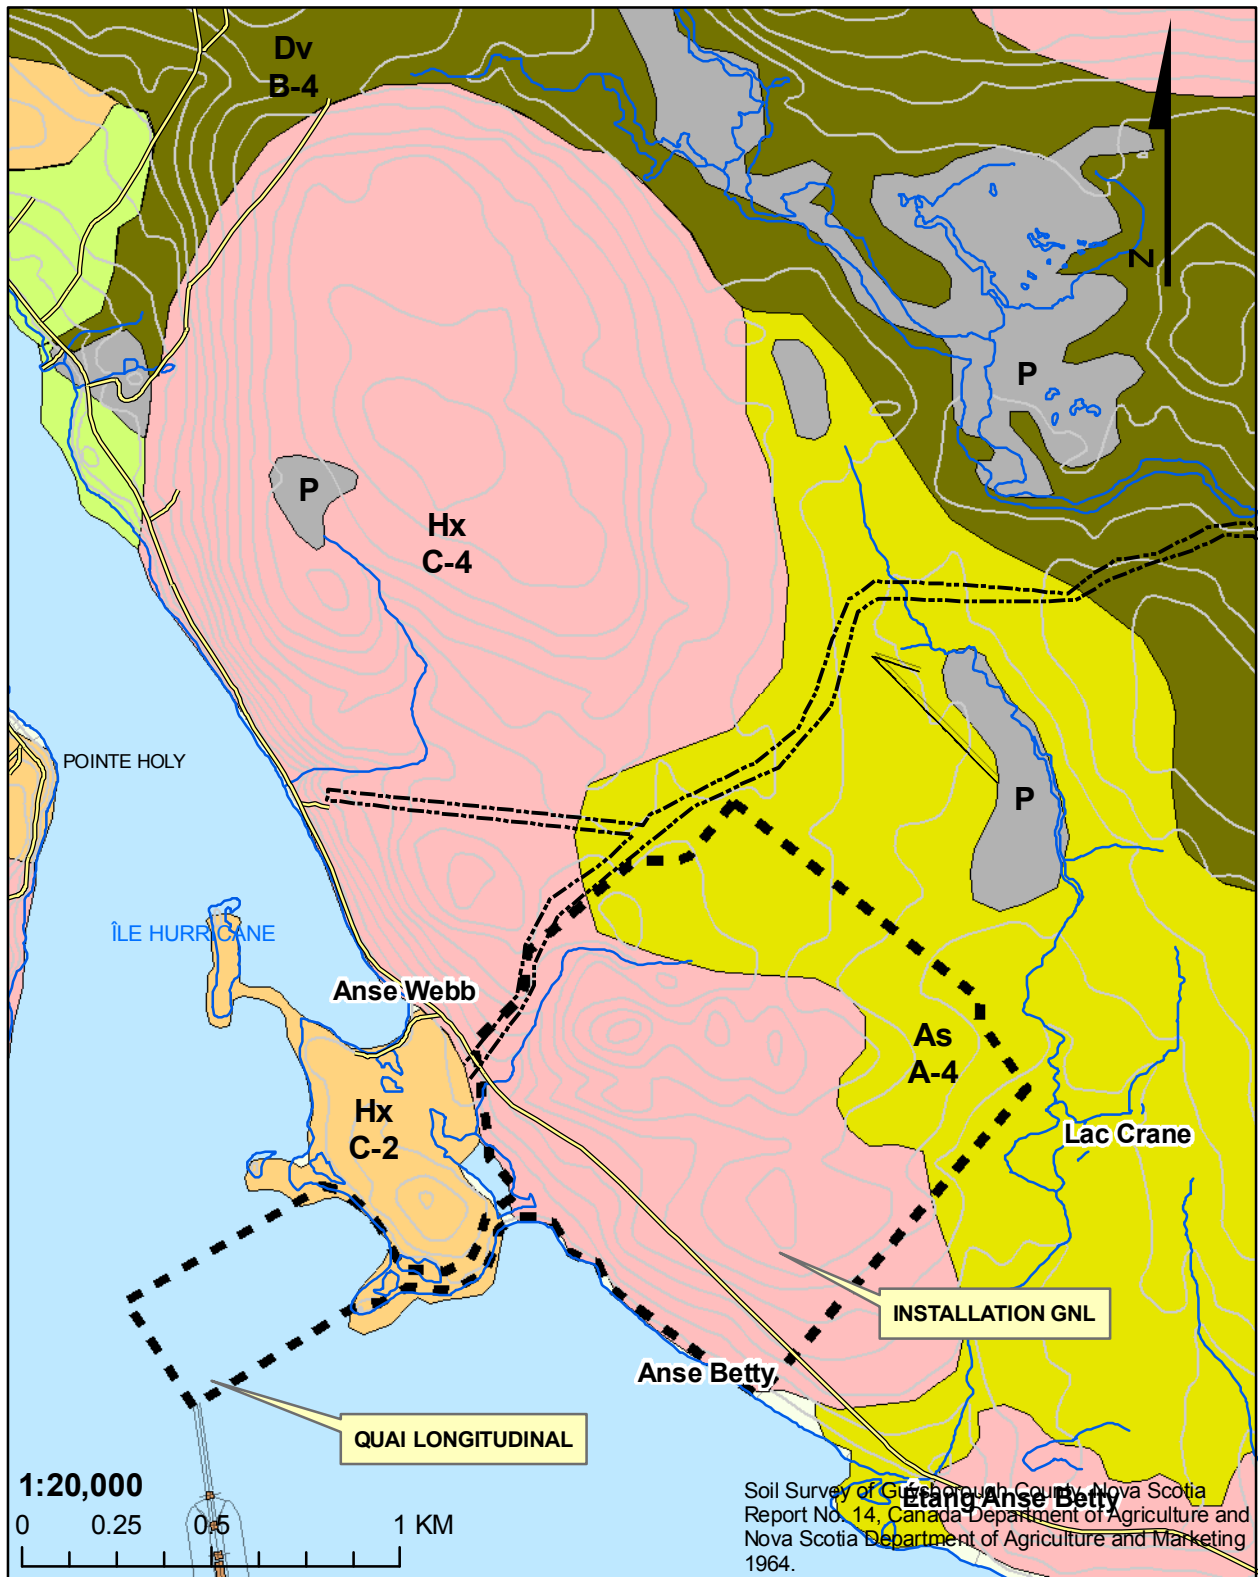 Dv
B-4
N
P
P
Hx
C-4
POINTE HOLY
P
ÎLE HURRICANE
Anse Webb
As
A-4
Hx
C-2
Lac Crane
INSTALLATION GNL
Anse Betty
QUAI LONGITUDINAL
1:20,000
0 0.25 0.5 1 KM
Étang Anse Betty
Soil Survey of Guysborough County, Nova Scotia
Report No. 14, Canada Department of Agriculture and
Nova Scotia Department of Agriculture and Marketing
1964.